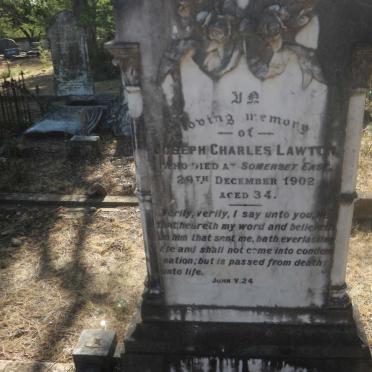 IN
loving memory
of
JOSEPH CHARLES LAWTON
WHO DIED AT SOMERSET EAST
29TH DECEMBER 1902
AGED 34.
Verily, verily, I say unto you, He
that heareth my word and believeth
on him that sent me, hath everlasting
life and shall not come into condem
nation; but is passed from death
unto life.
JOHN V.24